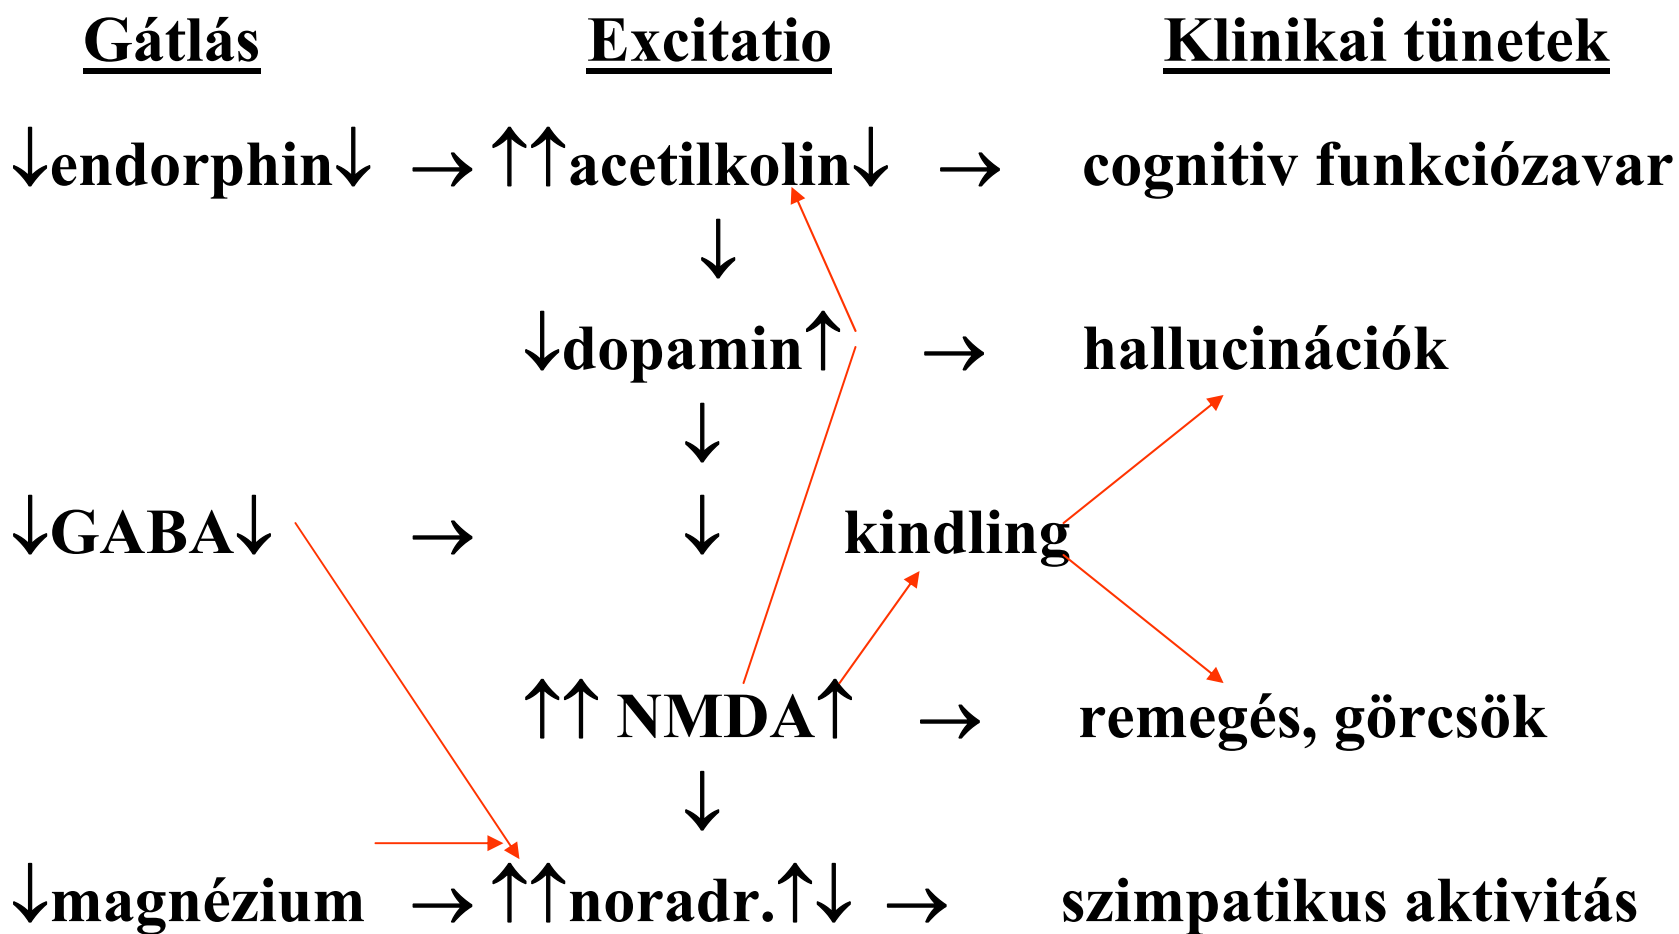 Gátlás Excitatio Klinikai tünetek
↓endorphin↓ → ↑↑acetilkolin↓ → cognitiv funkciózavar
↓
↓dopamin↑ → hallucinációk
↓
↓GABA↓ → ↓ kindling
↑↑ NMDA↑ → remegés, görcsök
↓
↓magnézium → ↑↑noradr.↑↓ → szimpatikus aktivitás